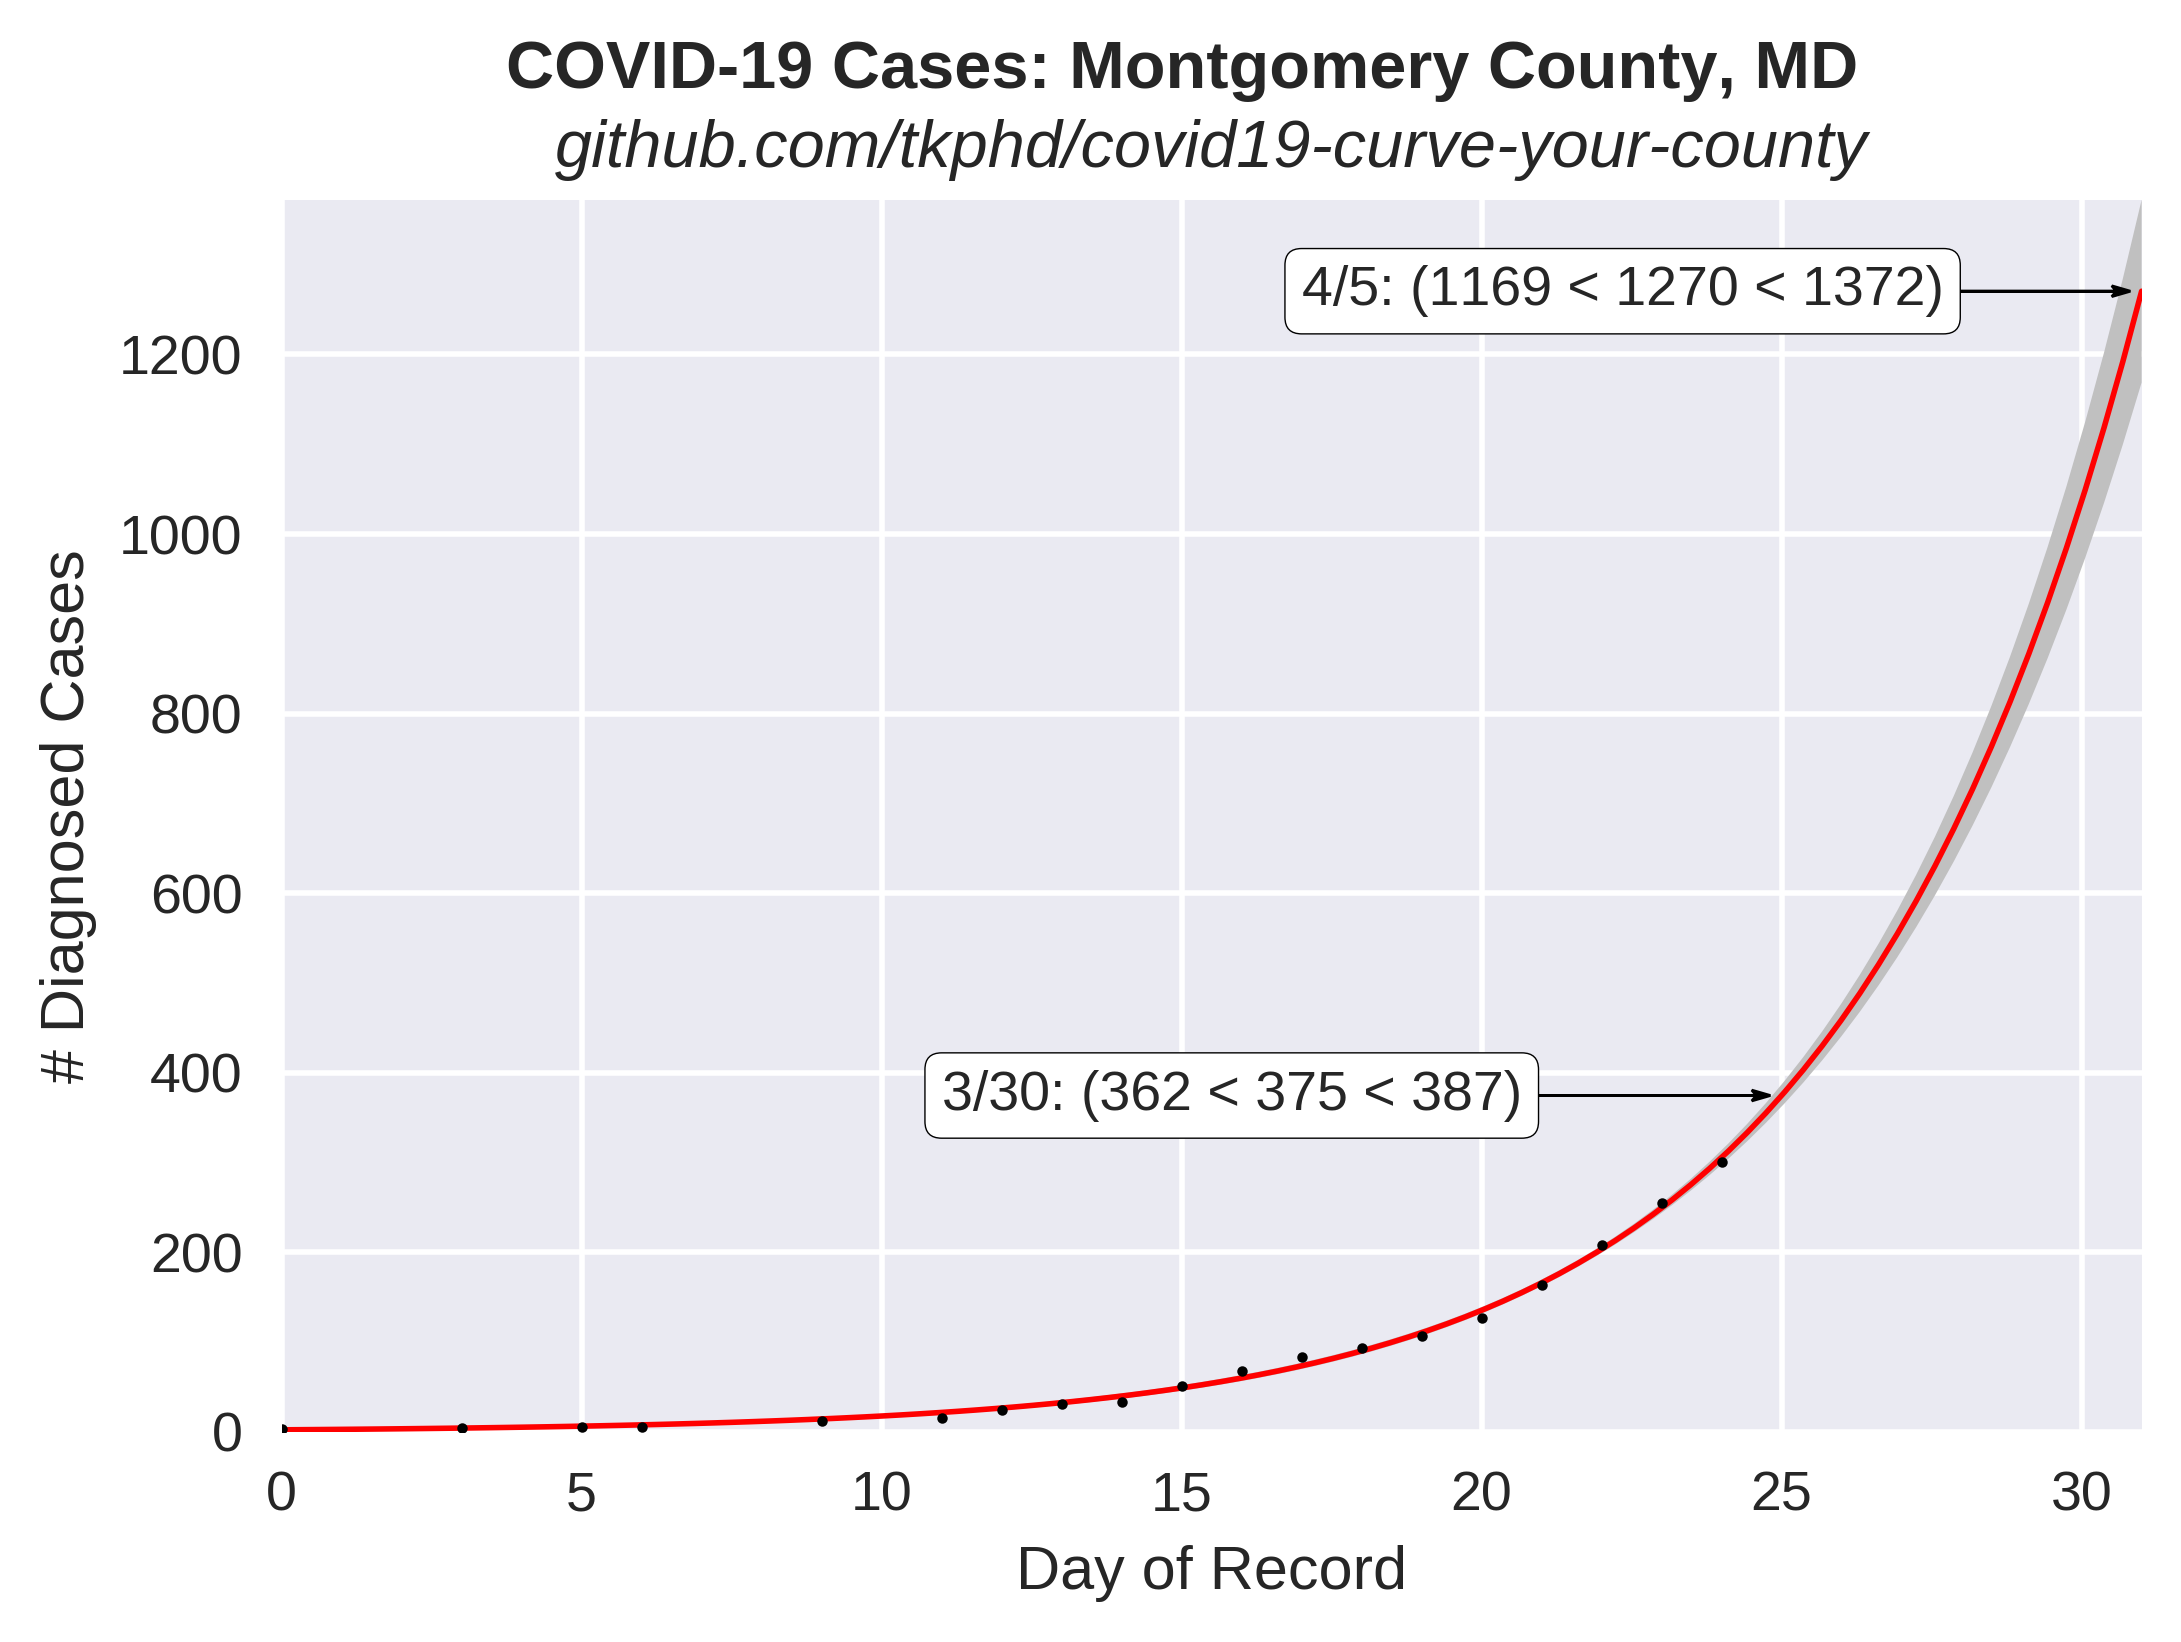 COVID-19 Cases: Montgomery County, MD
github.com/tkphd/covid19-curve-your-county
4/5: (1169 < 1270 < 1372)
1200
1000
800
600
400
3/30: (362 < 375 < 387)
200
0
# Diagnosed Cases
0 5 10 15 20 25 30
Day of Record